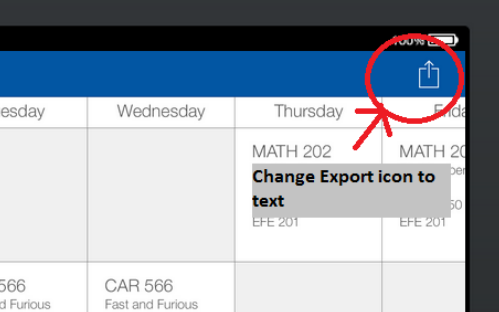 100%
esday Wednesday Thursday Frida
MATH 202 MATH 20
Change Export icon to
text
50
EFE 201 EFE 201
566 CAR 566
d Furious Fast and Furious